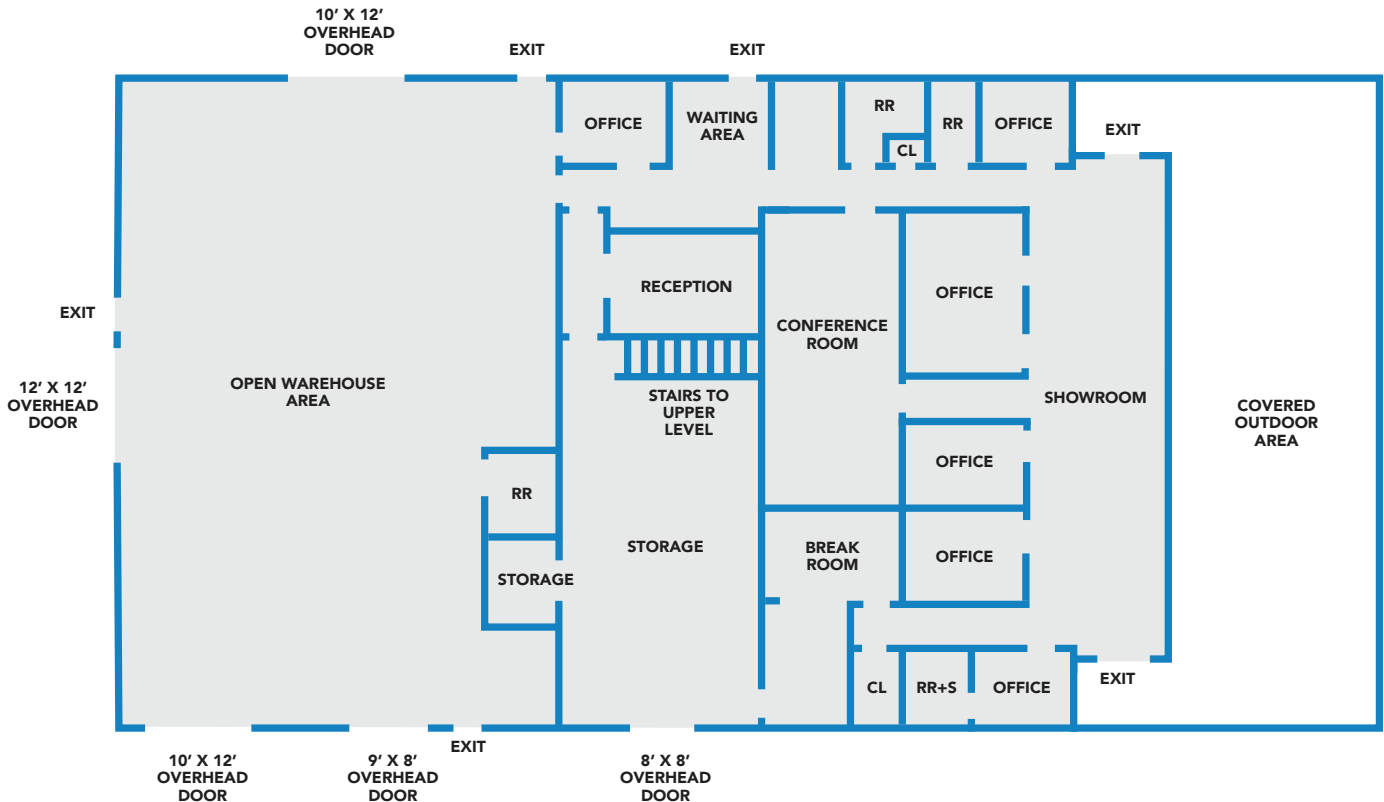 10’ X 12’
OVERHEAD
DOOR
EXIT
EXIT
OFFICE
WAITING
AREA
RR
CL
RR
OFFICE
EXIT
RECEPTION
OFFICE
EXIT
CONFERENCE
ROOM
12’ X 12’
OVERHEAD
DOOR
OPEN WAREHOUSE
AREA
STAIRS TO
UPPER
LEVEL
SHOWROOM
COVERED
OUTDOOR
AREA
OFFICE
RR
STORAGE
BREAK
ROOM
OFFICE
STORAGE
CL
RR+S
OFFICE
EXIT
EXIT
10’ X 12’
OVERHEAD
DOOR
9’ X 8’
OVERHEAD
DOOR
8’ X 8’
OVERHEAD
DOOR